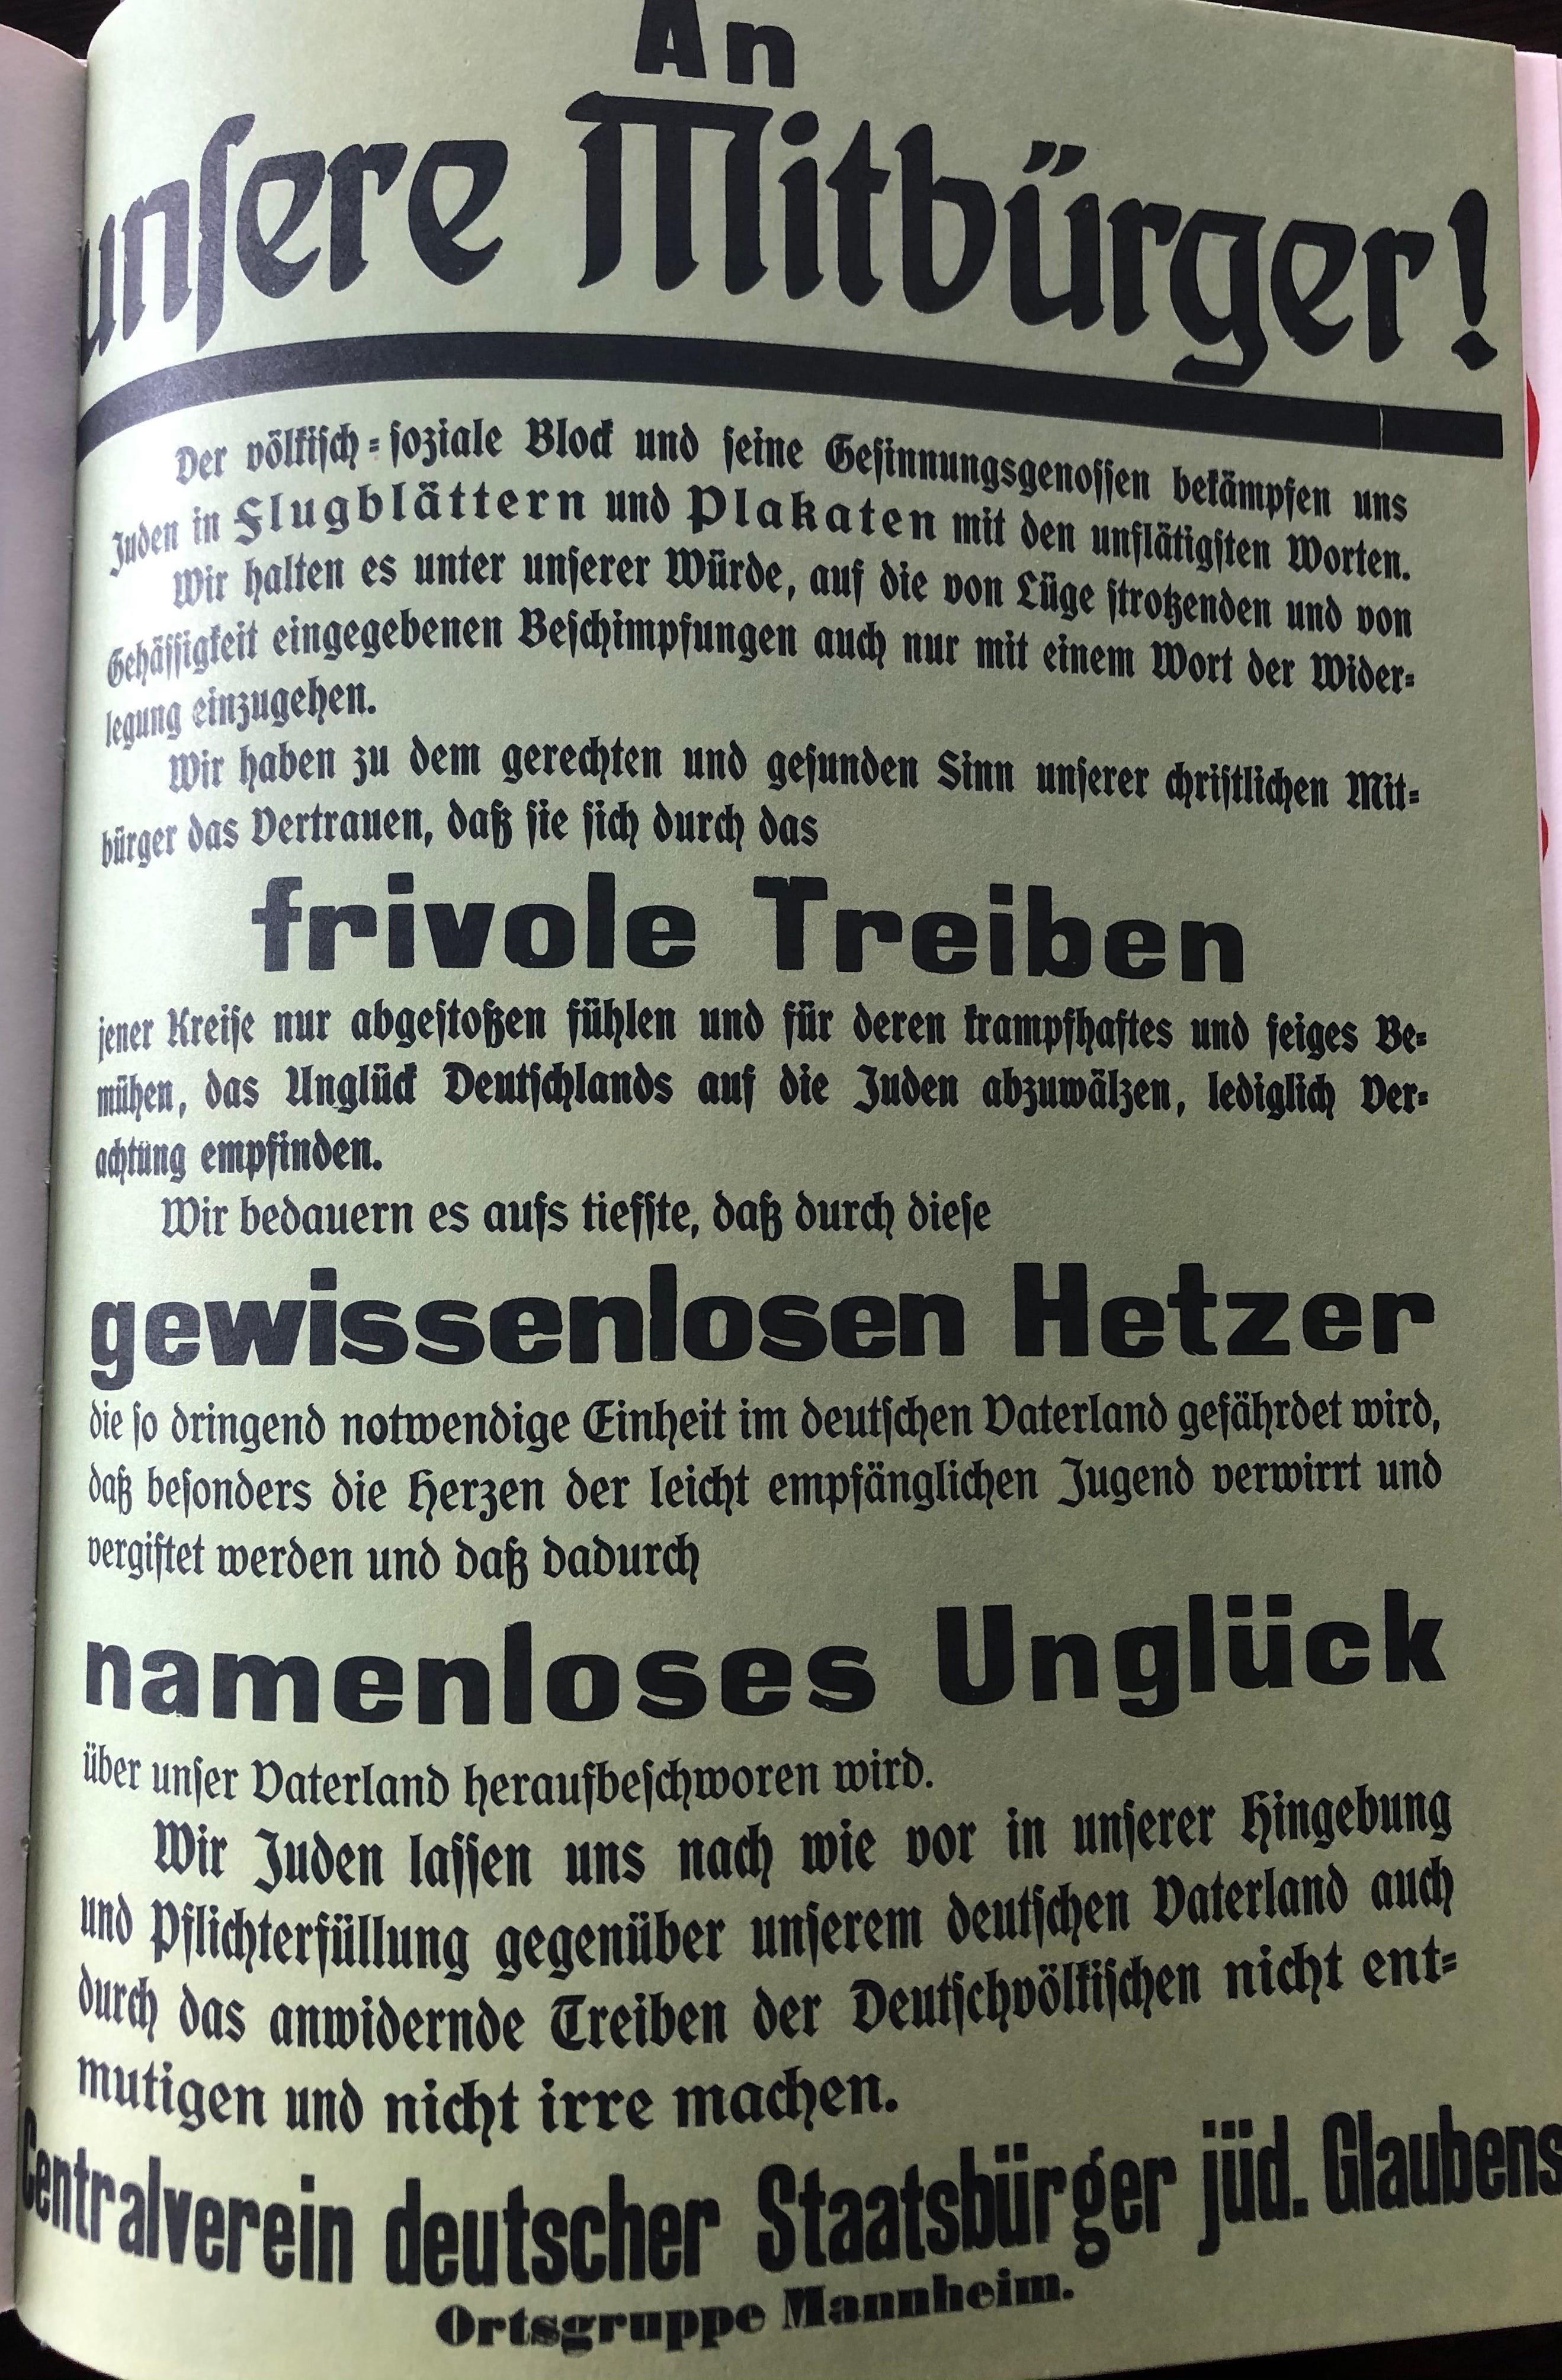 An
unsere Mitbürger!
Der völkisch-soziale Block und seine Gesinnungsgenossen bekämpfen uns
Juden in Flugblättern und Plakaten mit den unflätigsten Worten.
Wir halten es unter unserer Würde, auf die von Lüge strotzenden und von
Gehässigkeit eingegebenen Beschimpfungen auch nur mit einem Wort der Wider-
legung einzugehen.
Wir haben zu dem gerechten und gesunden Sinn unserer christlichen Mit-
bürger das Vertrauen, daß sie sich durch das
frivole Treiben
jener Kreise nur abgestoßen fühlen und für deren krampfhaftes und feiges Be-
mühen, das Unglück Deutschlands auf die Juden abzuwälzen, lediglich Ver-
achtung empfinden.
Wir bedauern es aufs tiefste, daß durch diese
gewissenlosen Hetzer
die so dringend notwendige Einheit im deutschen Vaterland gefährdet wird,
daß besonders die Herzen der leicht empfänglichen Jugend verwirrt und
vergiftet werden und daß dadurch
namenloses Unglück
über unser Vaterland heraufbeschworen wird.
Wir Juden lassen uns nach wie vor in unserer Hingebung
und Pflichterfüllung gegenüber unserem deutschen Vaterland auch
durch das anwidernde Treiben der Deutschvölkischen nicht ent-
mutigen und nicht irre machen.
Centralverein deutscher Staatsbürger jüd. Glaubens
Ortsgruppe Mannheim.